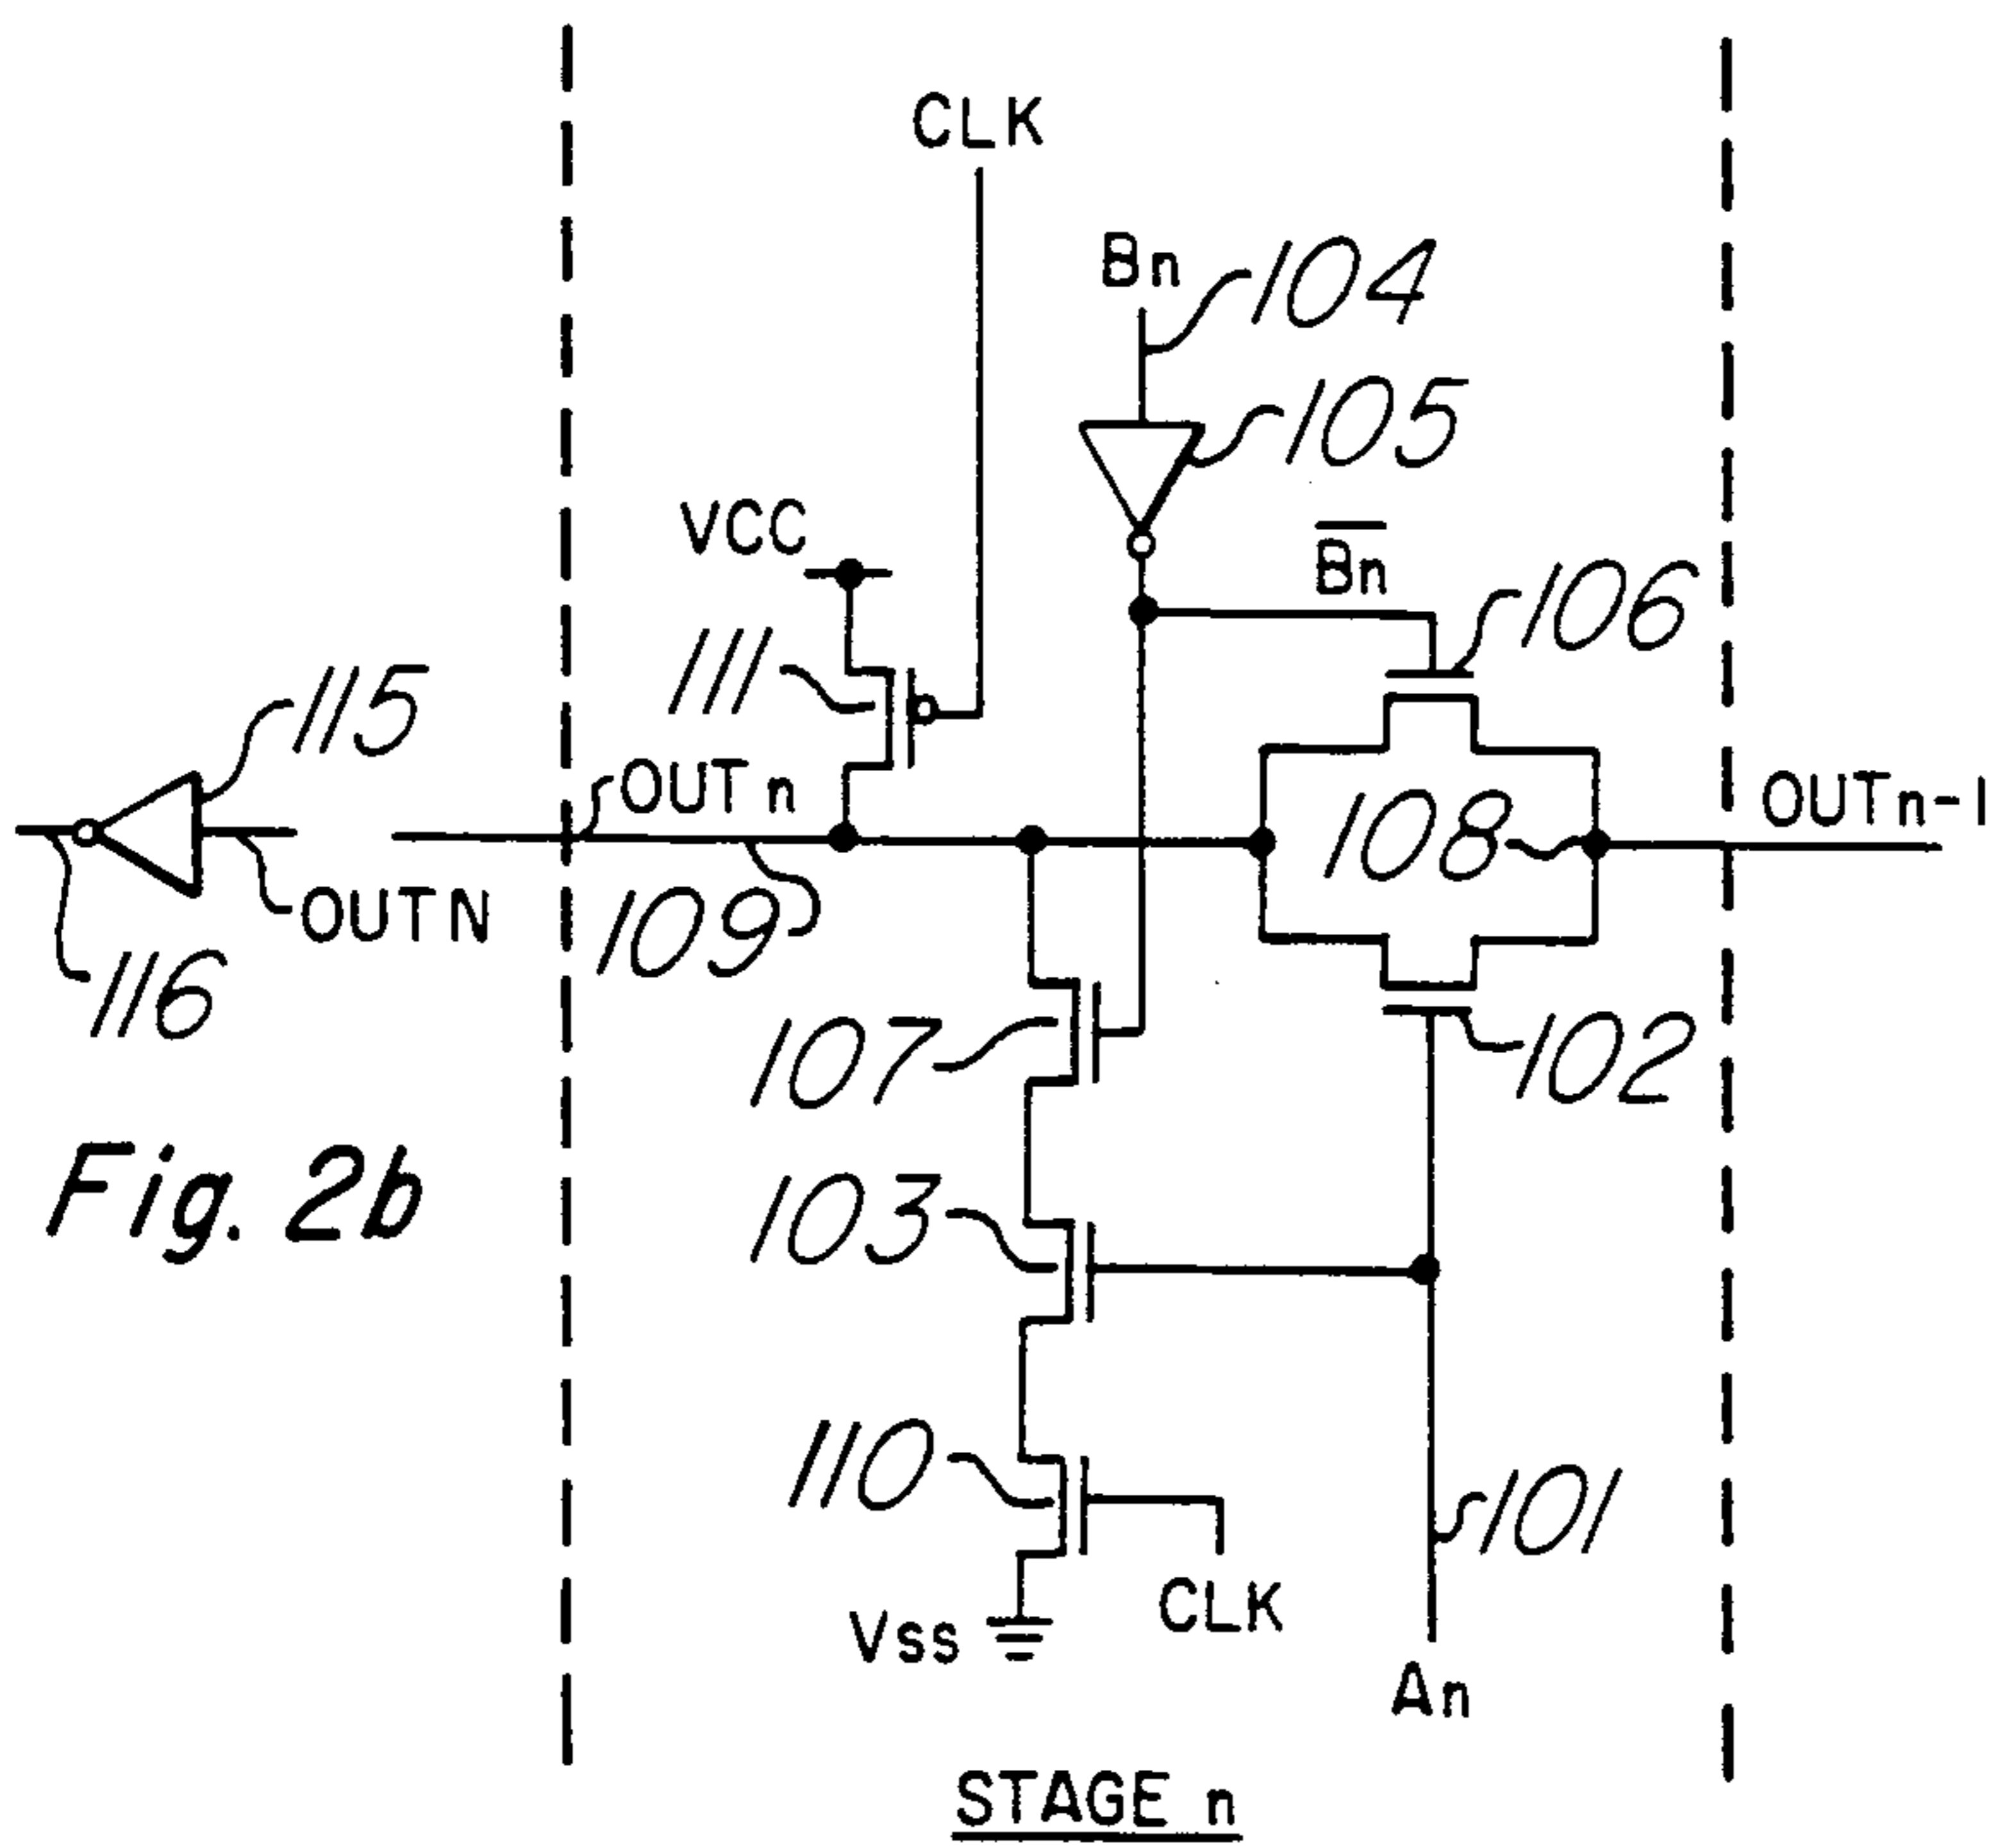 CLK
Bn
104
105
VCC
Bn
106
111
115
OUTn
OUTn-1
108
OUTN
109
116
107
102
Fig. 2b
103
110
101
CLK
Vss
An
STAGE n